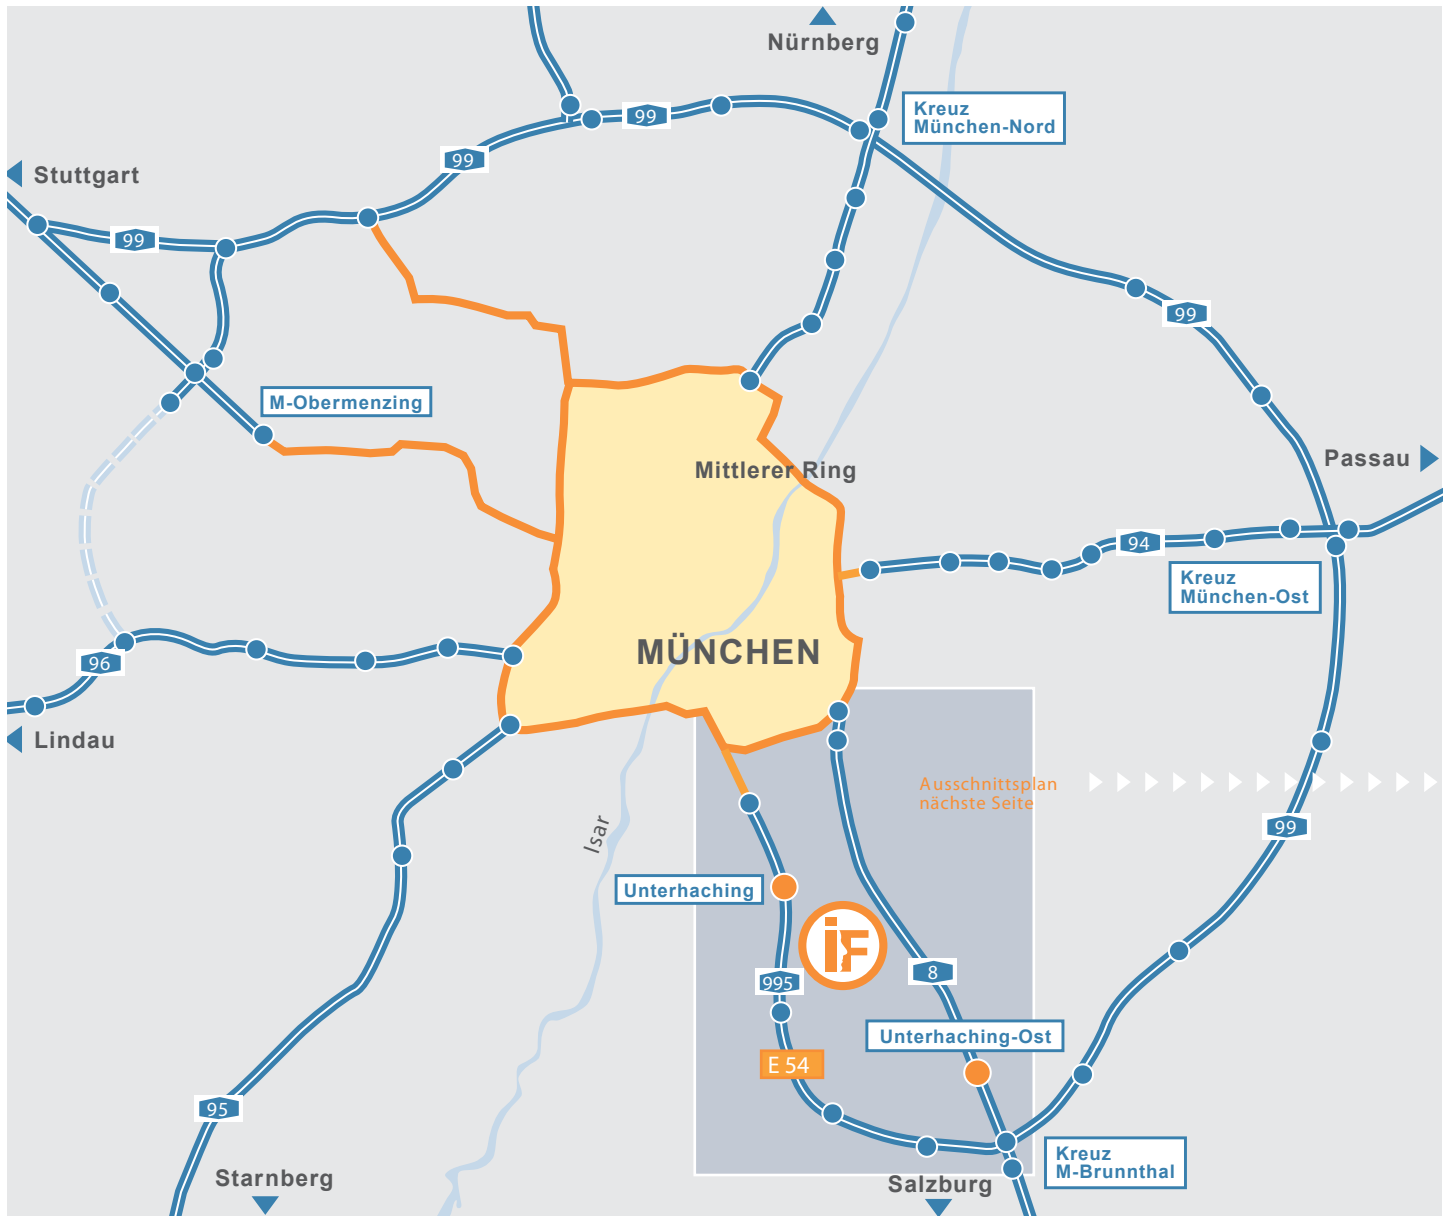 Nürnberg
Kreuz
München-Nord
99
99
Stuttgart
99
99
M-Obermenzing
Passau
Mittlerer Ring
94
Kreuz
München-Ost
MÜNCHEN
96
Lindau
Ausschnittsplan
nächste Seite
Isar
99
Unterhaching
iF
995
8
Unterhaching-Ost
E 54
95
Kreuz
M-Brunnthal
Starnberg
Salzburg